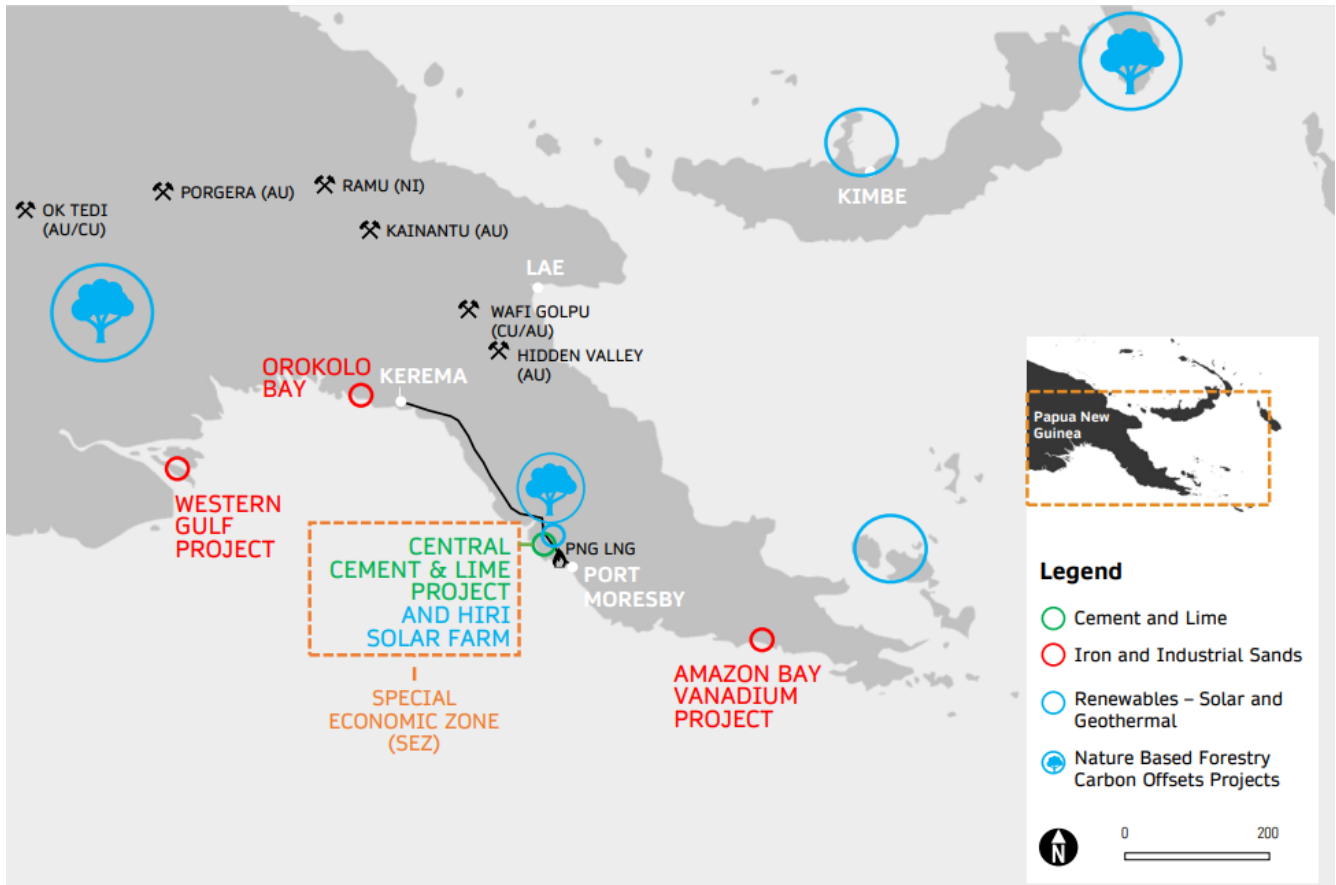 KIMBE
PORGERA (AU)
RAMU (NI)
OK TEDI
(AU/CU)
KAINANTU (AU)
LAE
WAFI GOLPU
(CU/AU)
HIDDEN VALLEY
(AU)
OROKOLO
BAY
KEREMA
WESTERN
GULF
PROJECT
CENTRAL
CEMENT & LIME
PROJECT
AND HIRI
SOLAR FARM
PNG LNG
PORT
MORESBY
SPECIAL
ECONOMIC ZONE
(SEZ)
AMAZON BAY
VANADIUM
PROJECT
Papua New
Guinea
Legend
Cement and Lime
Iron and Industrial Sands
Renewables – Solar and
Geothermal
Nature Based Forestry
Carbon Offsets Projects
N
0 200